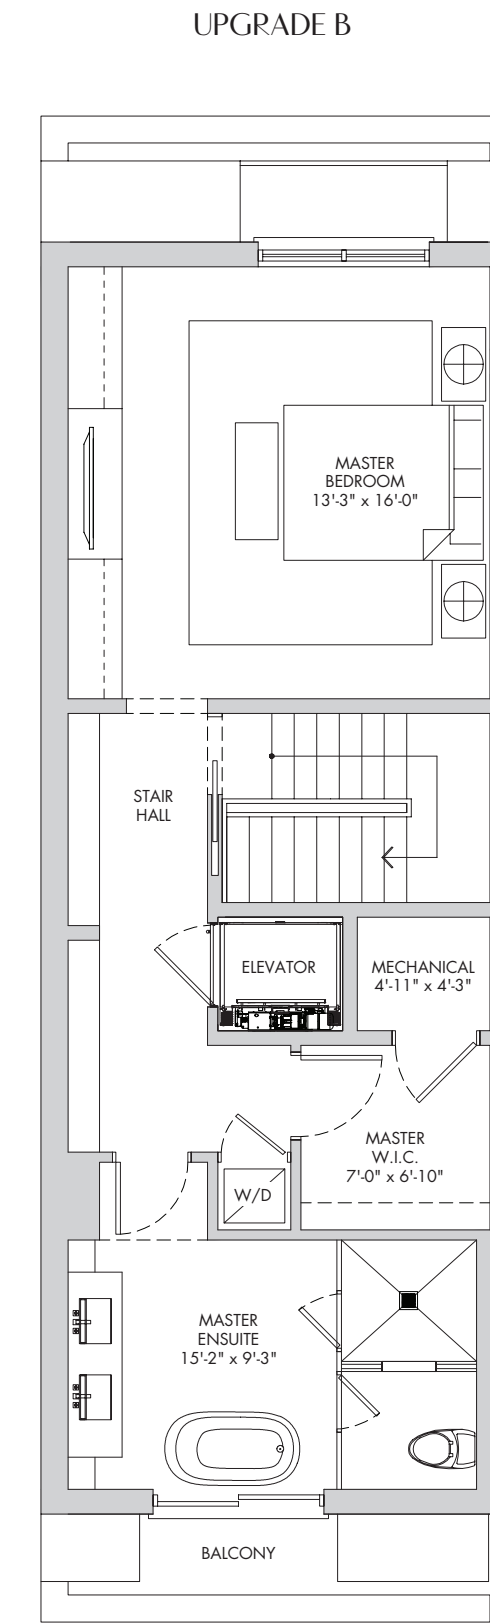 UPGRADE B
MASTER
BEDROOM
13'-3" x 16'-0"
STAIR
HALL
ELEVATOR
MECHANICAL
4'-11" x 4'-3"
MASTER
W.I.C.
7'-0" x 6'-10"
W/D
MASTER
ENSUITE
15'-2" x 9'-3"
BALCONY